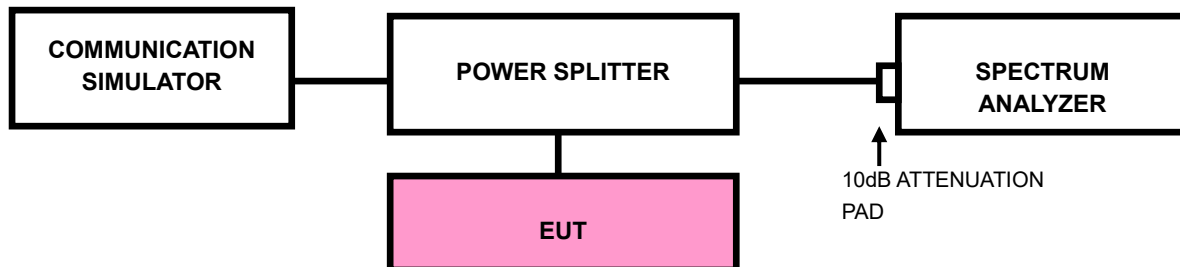 COMMUNICATION
SIMULATOR
POWER SPLITTER
SPECTRUM
ANALYZER
10dB ATTENUATION
PAD
EUT